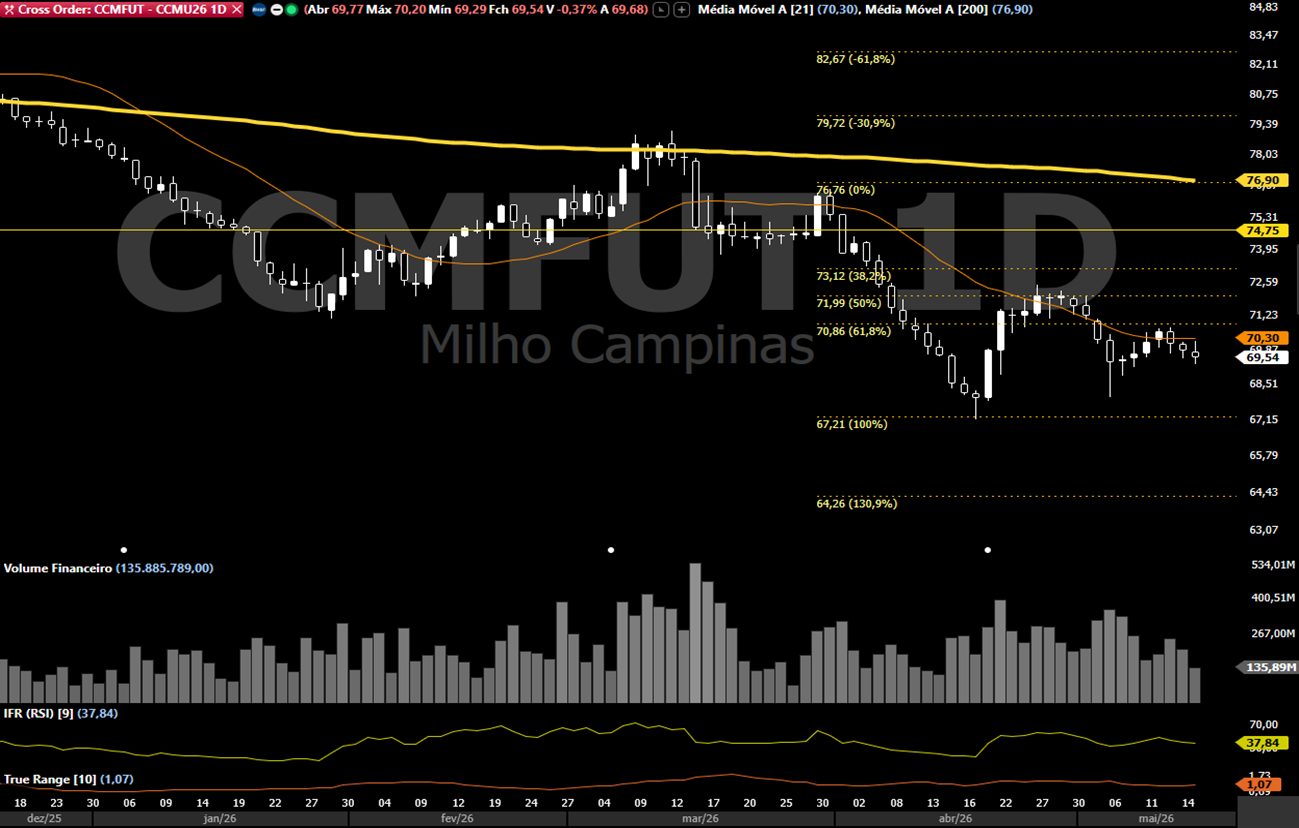 Cross Order: CCMFUT - CCMU26 1D (Abr 69,77 Máx 70,20 Mín 69,29 Fch 69,54 V -0,37% A 69,68) Média Móvel A [21] (70,30), Média Móvel A [200] (76,90)
84,83
83,47
82,67 (-61,8%)
82,11
80,75
79,72 (-30,9%)
79,39
78,03
76,90
76,76 (0%)
75,31
74,75
73,95
73,12 (38,2%)
72,59
71,99 (50%)
71,23
70,86 (61,8%)
70,30
69,54
68,51
67,21 (100%)
67,15
65,79
64,43
64,26 (130,9%)
63,07
CCMFUT 1D
Milho Campinas
Volume Financeiro (135.885.789,00)
534,01M
400,51M
267,00M
135,89M
IFR (RSI) [9] (37,84)
70,00
37,84
True Range [10] (1,07)
1,73
1,07
18 23 30 06 09 14 19 22 27 30 04 09 12 19 24 27 04 09 12 17 20 25 30 02 08 13 16 22 27 30 06 11 14
dez/25 jan/26 fev/26 mar/26 abr/26 mai/26